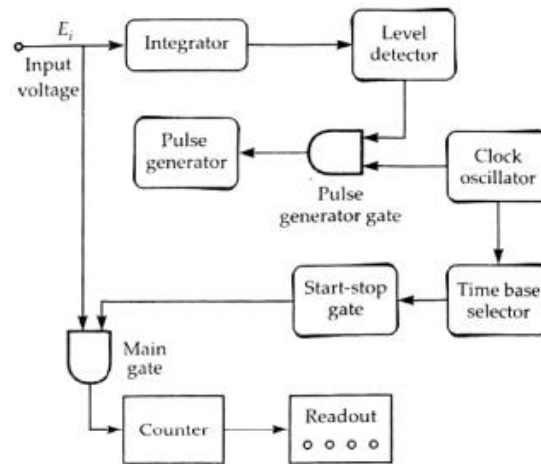 E_i
Input
voltage
Integrator
Level
detector
Pulse
generator
Pulse
generator gate
Clock
oscillator
Start-stop
gate
Time base
selector
Main
gate
Counter
Readout